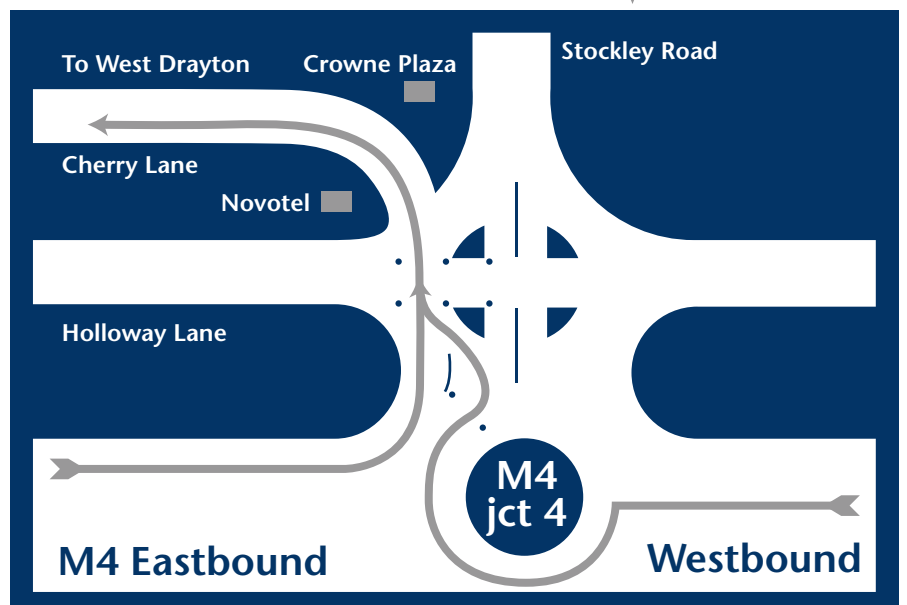 Stockley Road
To West Drayton
Crowne Plaza
Cherry Lane
Novotel
Holloway Lane
M4
jct 4
M4 Eastbound
Westbound